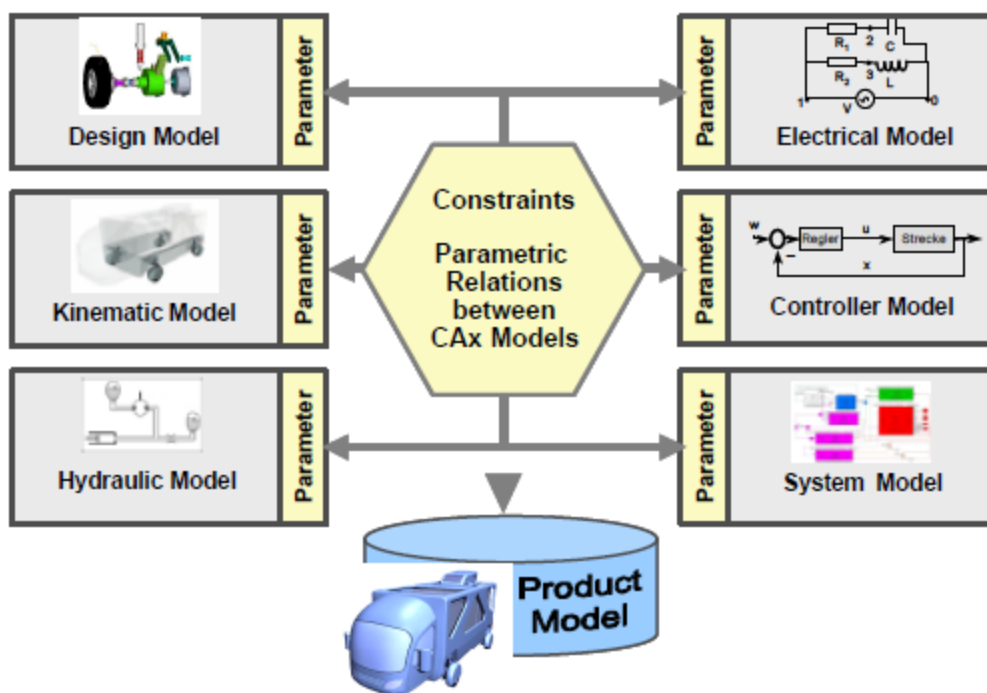 Design Model
Parameter
Parameter
R1
2
C
R2
3
L
1
V
0
Electrical Model
Kinematic Model
Parameter
Constraints
Parametric
Relations
between
CAx Models
Parameter
w
Regler
u
Strecke
x
Controller Model
Hydraulic Model
Parameter
Parameter
System Model
Product
Model